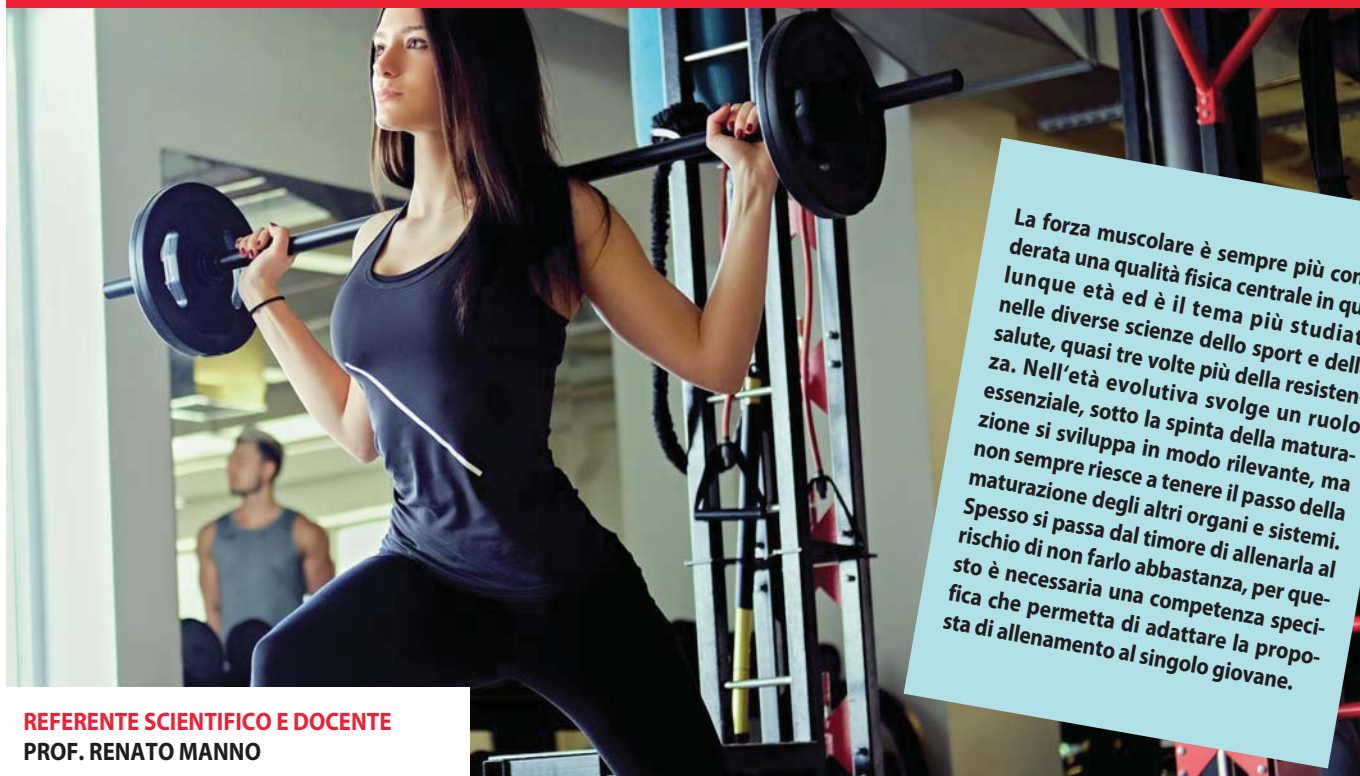 La forza muscolare è sempre più con
derata una qualità fisica centrale in qu
lunque età ed è il tema più studiat
nelle diverse scienze dello sport e dell
salute, quasi tre volte più della resisten-
za. Nell'età evolutiva svolge un ruolo
essenziale, sotto la spinta della matura-
zione si sviluppa in modo rilevante, ma
non sempre riesce a tenere il passo della
maturazione degli altri organi e sistemi.
Spesso si passa dal timore di allenarla al
rischio di non farlo abbastanza, per que-
sto è necessaria una competenza speci-
fica che permetta di adattare la propo-
sta di allenamento al singolo giovane.
REFERENTE SCIENTIFICO E DOCENTE
PROF. RENATO MANNO